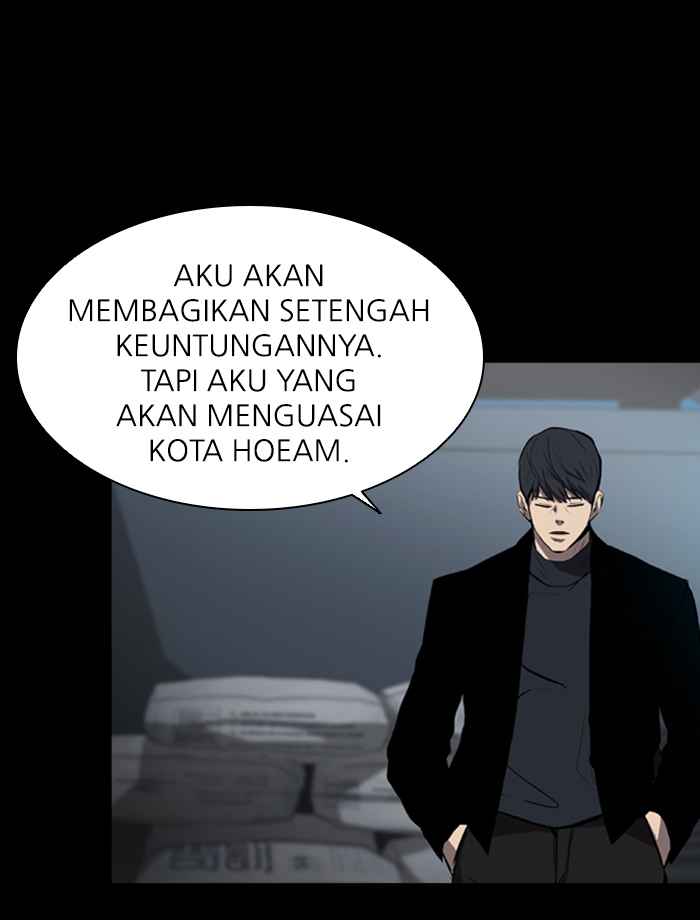 AKU AKAN
MEMBAGIKAN SETENGAH
KEUNTUNGANNYA.
TAPI AKU YANG
AKAN MENGUASAI
KOTA HOEAM.